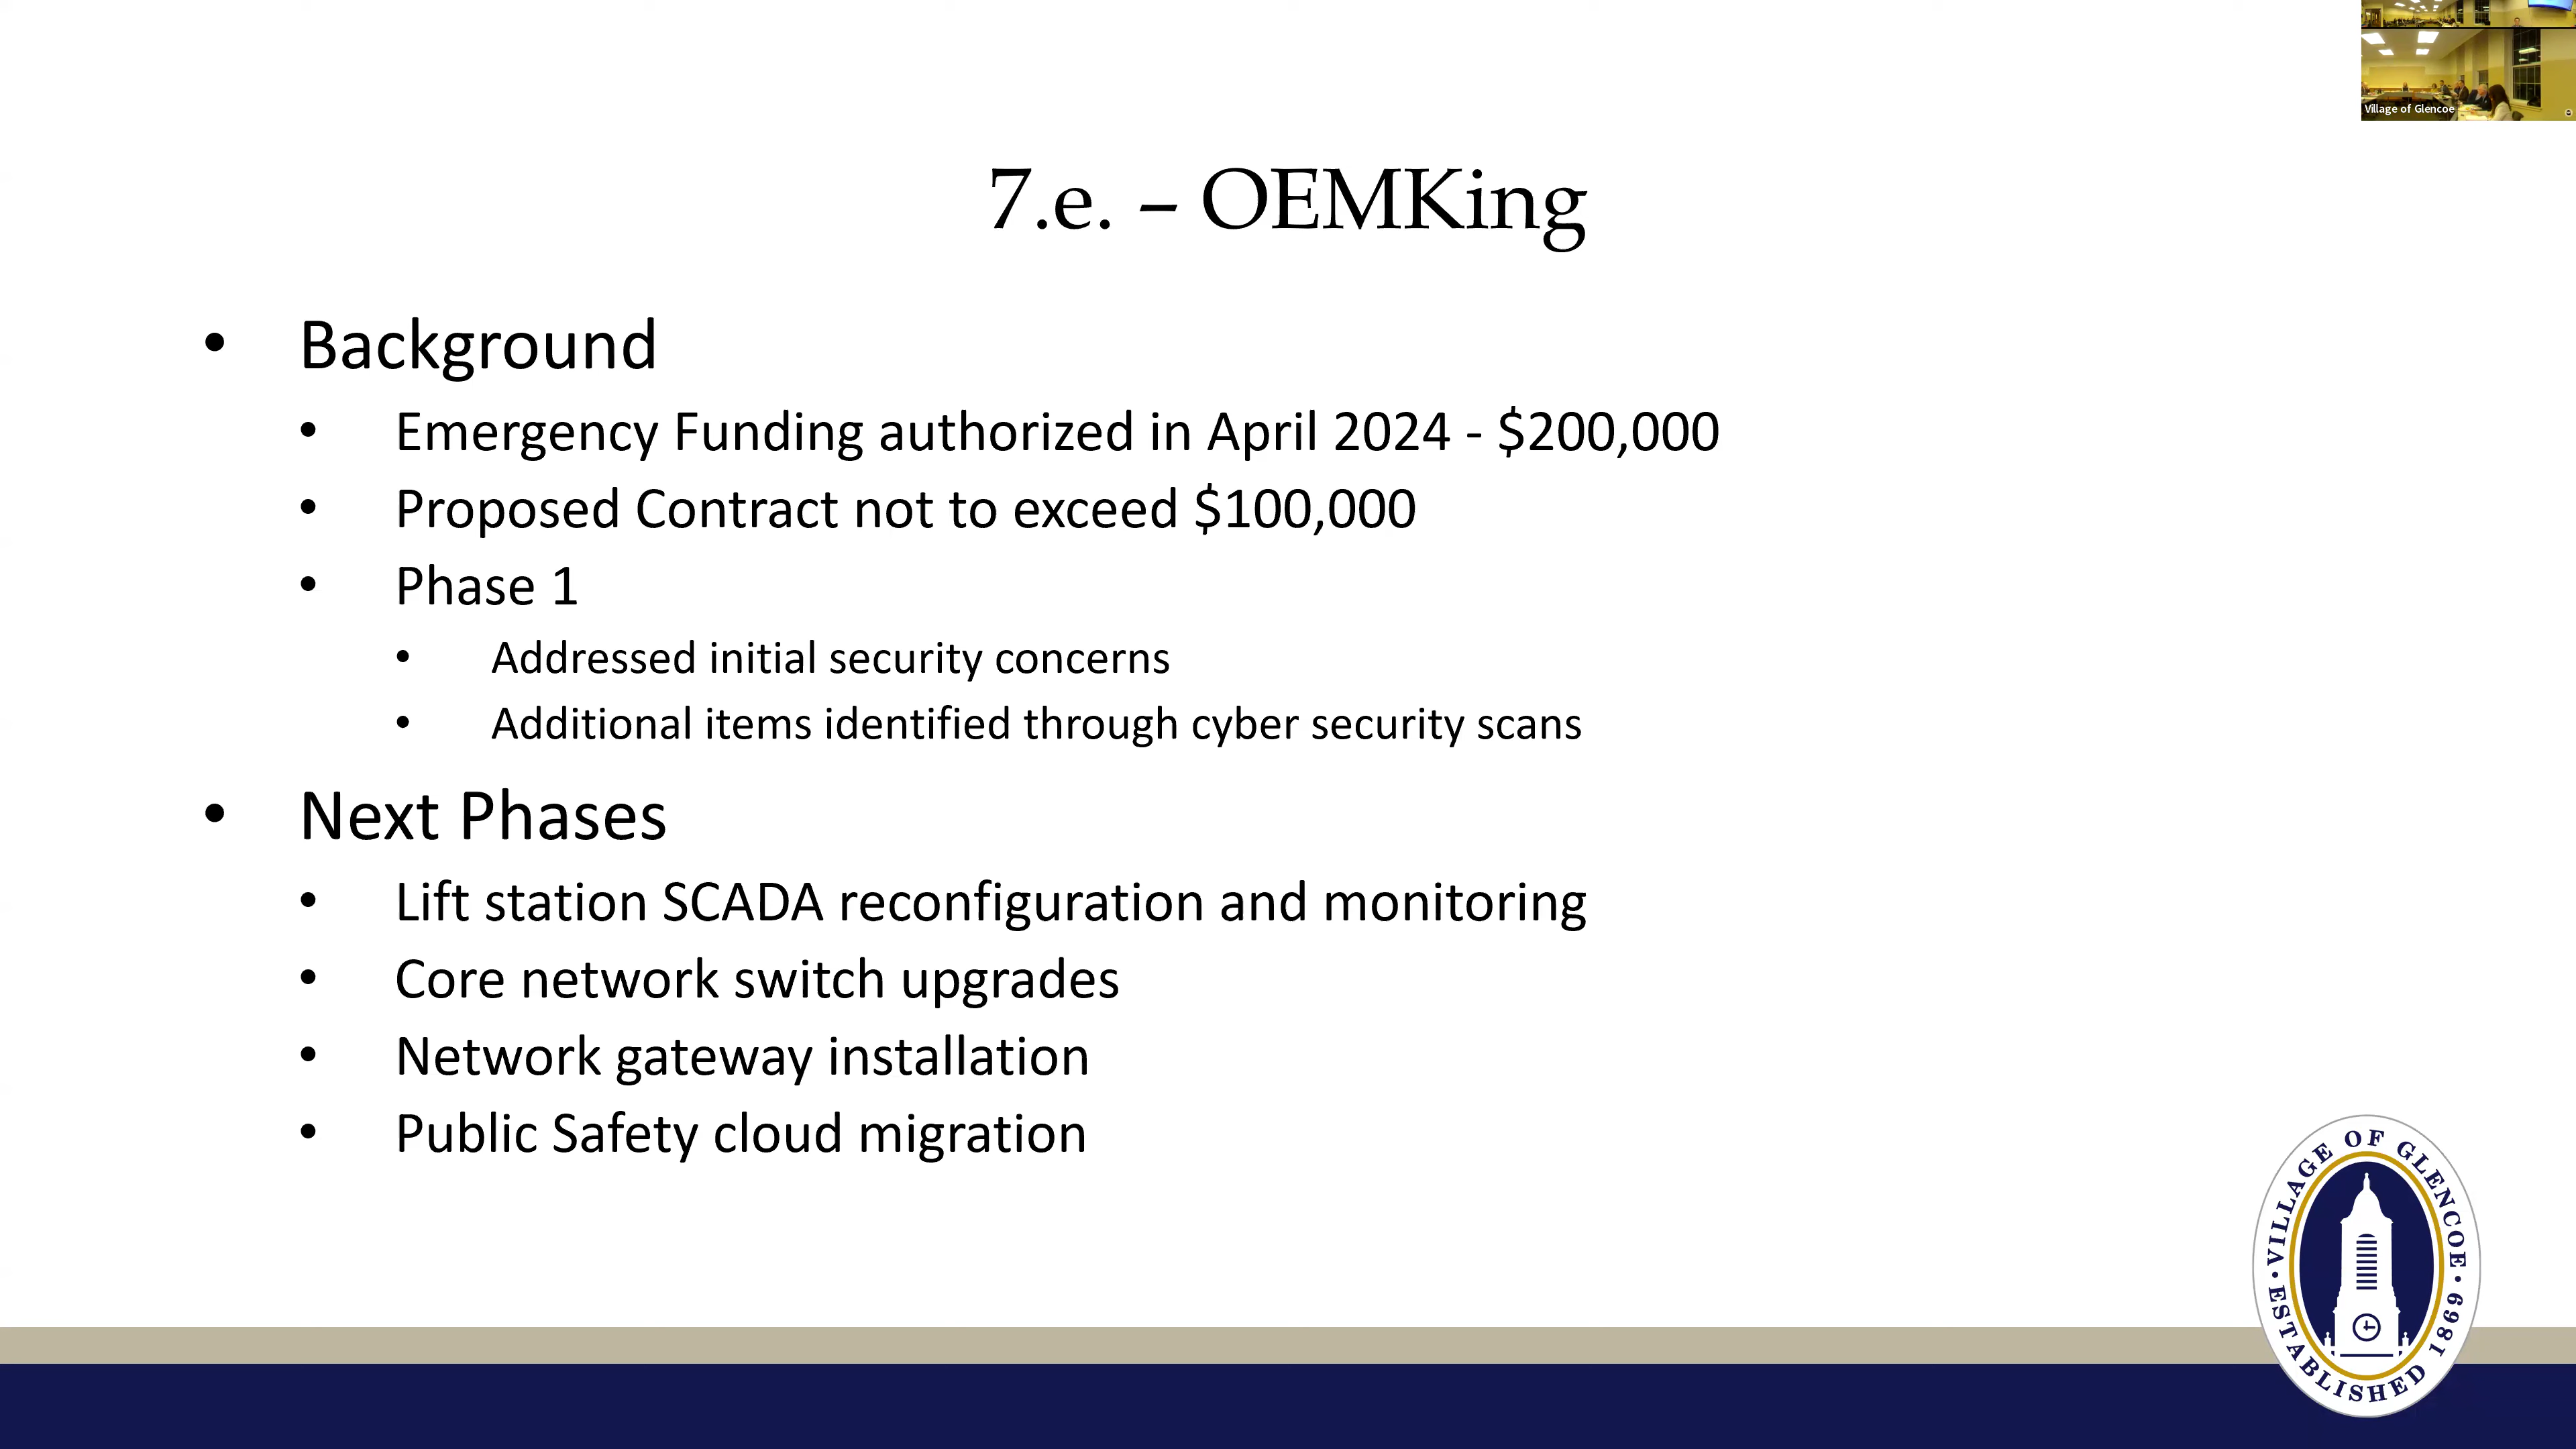 Village of Glencoe
7.e. – OEMKing
• Background
• Emergency Funding authorized in April 2024 - $200,000
• Proposed Contract not to exceed $100,000
• Phase 1
• Addressed initial security concerns
• Additional items identified through cyber security scans
• Next Phases
• Lift station SCADA reconfiguration and monitoring
• Core network switch upgrades
• Network gateway installation
• Public Safety cloud migration
VILLAGE OF GLENCOE • ESTABLISHED 1869 •